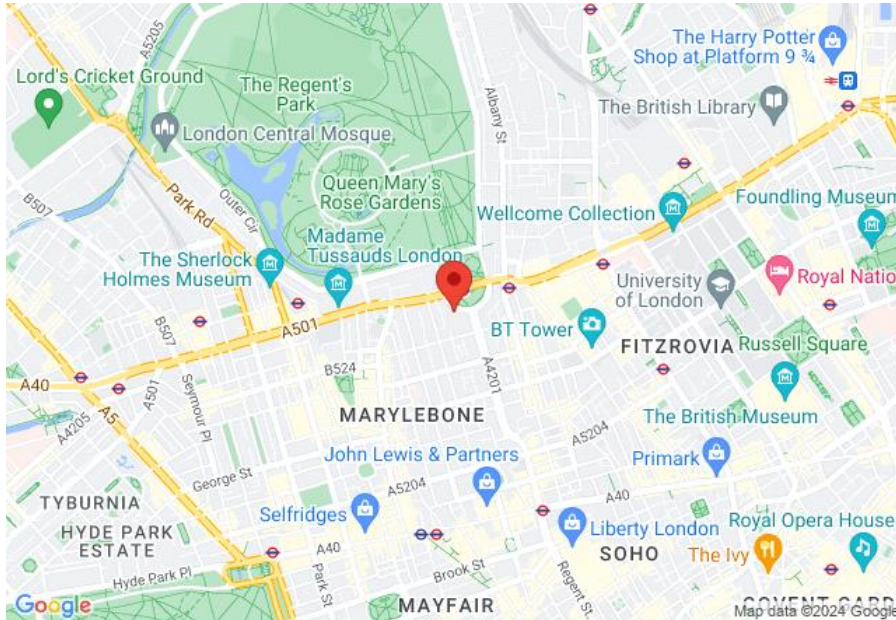 A5205
The Harry Potter
Shop at Platform 9 ¾
Lord's Cricket Ground
The Regent's
Park
Albany St
The British Library
London Central Mosque
B507
Park Rd
Outer Cir
Queen Mary's
Rose Gardens
Wellcome Collection
Foundling Museum
The Sherlock
Holmes Museum
Madame
Tussauds London
University
of London
Royal Natio
B507
A501
BT Tower
FITZROVIA
Russell Square
A40
A501
A5
A4205
Seymour Pl
B524
A4201
MARYLEBONE
The British Museum
John Lewis & Partners
A5204
Primark
George St
A5204
A40
TYBURNIA
Selfridges
Liberty London
Royal Opera House
HYDE PARK
ESTATE
A40
SOHO
The Ivy
Hyde Park Pl
Park St
Brook St
Regent St.
MAYFAIR
COVENT GARD
Google
Map data ©2024 Google